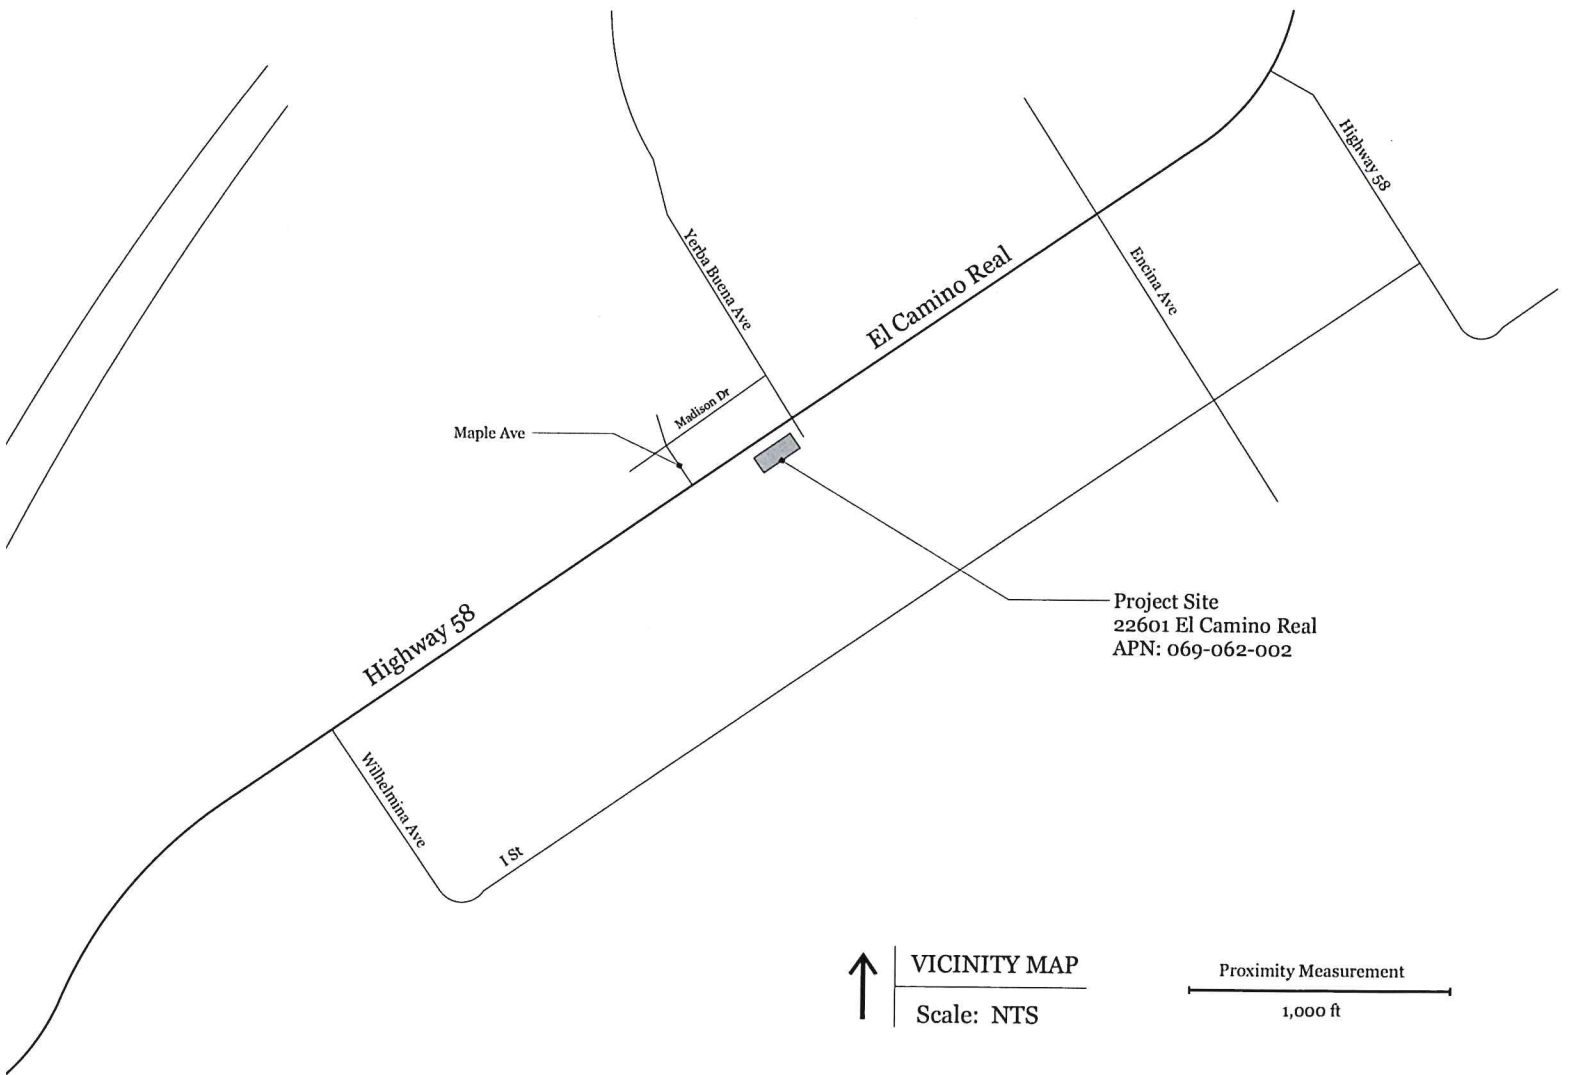 Highway 58
Yerba Buena Ave
El Camino Real
Encina Ave
Madison Dr
Maple Ave
Project Site
22601 El Camino Real
APN: 069-062-002
Highway 58
Wilhelmina Ave
I St
VICINITY MAP
Scale: NTS
Proximity Measurement
1,000 ft